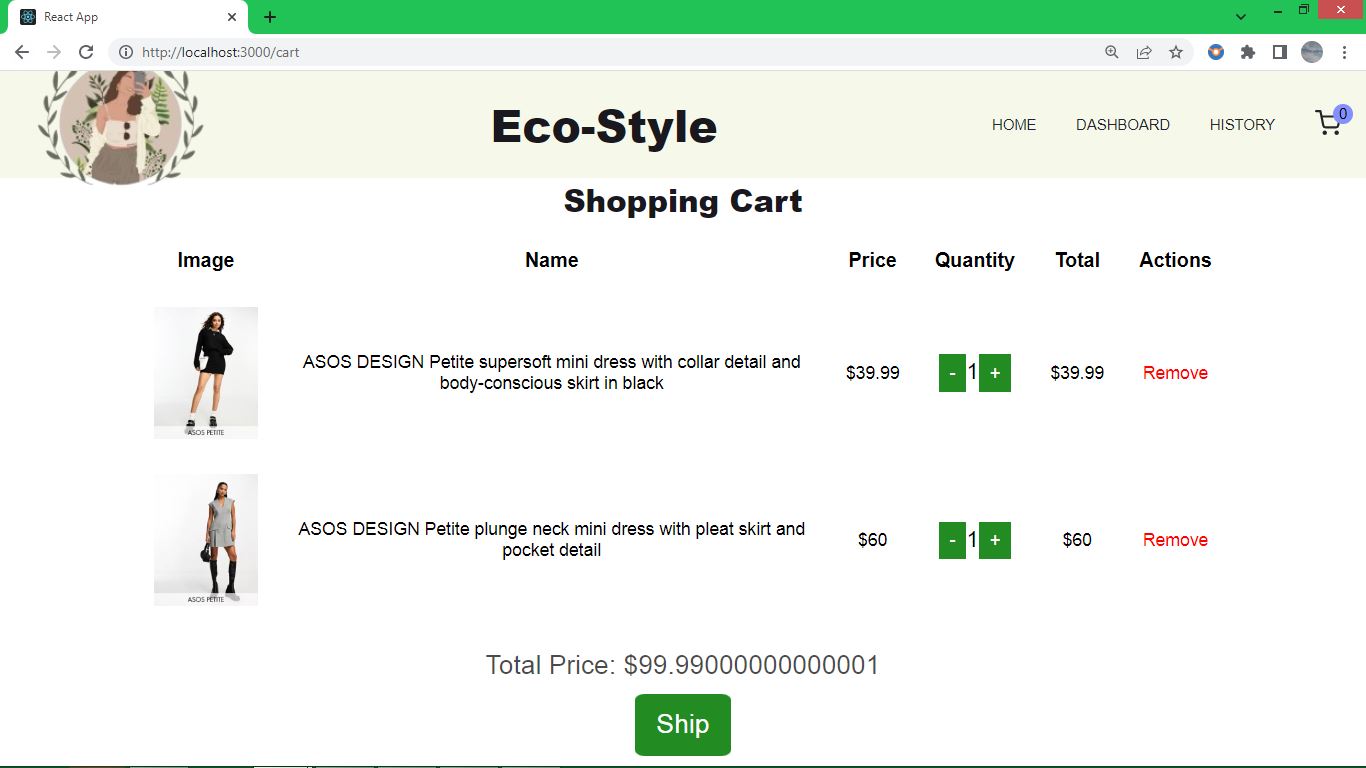 React App
http://localhost:3000/cart
Eco-Style
HOME
DASHBOARD
HISTORY
0
Shopping Cart
Image
Name
Price
Quantity
Total
Actions
ASOS DESIGN Petite supersoft mini dress with collar detail and
body-conscious skirt in black
$39.99
- 1 +
$39.99
Remove
ASOS PETITE
ASOS DESIGN Petite plunge neck mini dress with pleat skirt and
pocket detail
$60
- 1 +
$60
Remove
ASOS PETITE
Total Price: $99.99000000000001
Ship